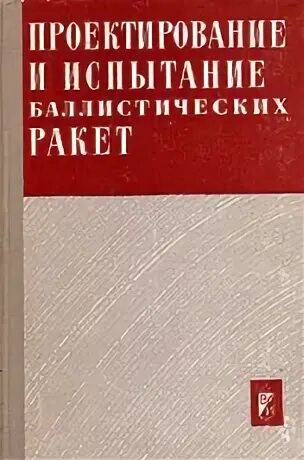 ПРОЕКТИРОВАНИЕ
И ИСПЫТАНИЕ
БАЛЛИСТИЧЕСКИХ
РАКЕТ